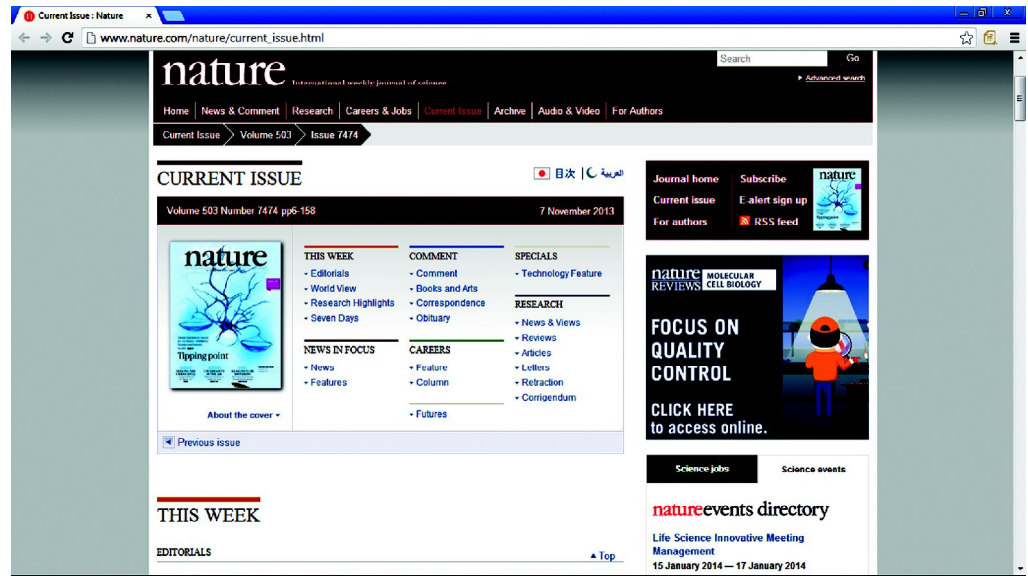 Current Issue : Nature
www.nature.com/nature/current_issue.html
nature International weekly journal of science
Search Go
Advanced search
Home News & Comment Research Careers & Jobs Current Issue Archive Audio & Video For Authors
Current Issue Volume 503 Issue 7474
CURRENT ISSUE
目次 العربية
Volume 503 Number 7474 pp6-158 7 November 2013
nature
Tipping point
About the cover
THIS WEEK
Editorials
World View
Research Highlights
Seven Days
NEWS IN FOCUS
News
Features
COMMENT
Comment
Books and Arts
Correspondence
Obituary
CAREERS
Feature
Column
Futures
SPECIALS
Technology Feature
RESEARCH
News & Views
Reviews
Articles
Letters
Retraction
Corrigendum
Previous issue
THIS WEEK
EDITORIALS
Top
Journal home Subscribe
Current issue E-alert sign up
For authors RSS feed
nature
Tipping point
nature REVIEWS MOLECULAR CELL BIOLOGY
FOCUS ON
QUALITY
CONTROL
CLICK HERE
to access online.
Science jobs Science events
natureevents directory
Life Science Innovative Meeting
Management
15 January 2014 — 17 January 2014